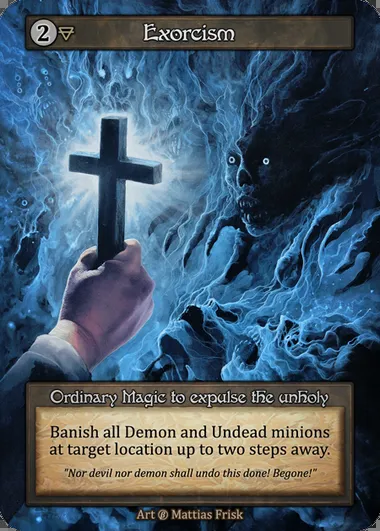 2
Exorcism
Ordinary Magic to expulse the unholy
Banish all Demon and Undead minions
at target location up to two steps away.
"Nor devil nor demon shall undo this done! Begone!"
Art @ Mattias Frisk